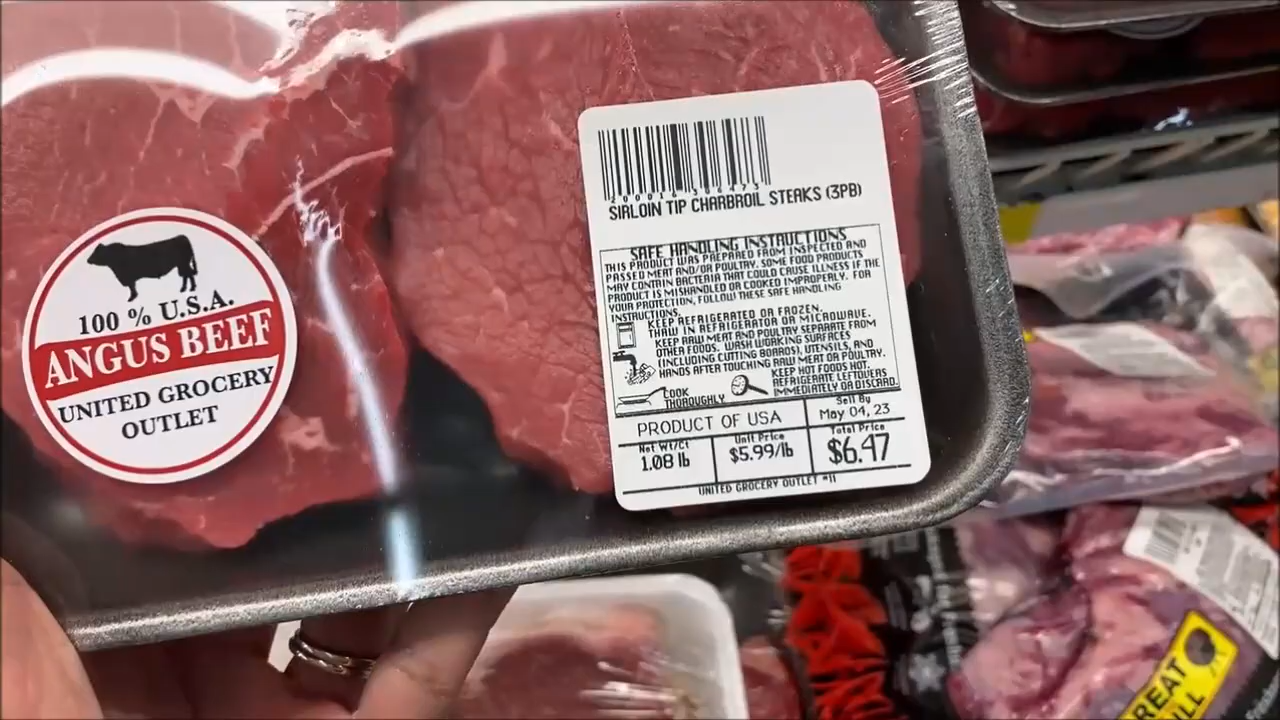 100 % U.S.A.
ANGUS BEEF
UNITED GROCERY
OUTLET
SIRLOIN TIP CHARBROIL STEAKS (3PB)
SAFE HANDLING INSTRUCTIONS
THIS PRODUCT WAS PREPARED FROM INSPECTED AND
PASSED MEAT AND/OR POULTRY. SOME FOOD PRODUCTS
MAY CONTAIN BACTERIA THAT COULD CAUSE ILLNESS IF THE
PRODUCT IS MISHANDLED OR COOKED IMPROPERLY. FOR
YOUR PROTECTION, FOLLOW THESE SAFE HANDLING
INSTRUCTIONS.
KEEP REFRIGERATED OR FROZEN.
THAW IN REFRIGERATOR OR MICROWAVE.
KEEP RAW MEAT AND POULTRY SEPARATE FROM
OTHER FOODS. WASH WORKING SURFACES
(INCLUDING CUTTING BOARDS), UTENSILS, AND
HANDS AFTER TOUCHING RAW MEAT OR POULTRY.
COOK
THOROUGHLY
KEEP HOT FOODS HOT.
REFRIGERATE LEFTOVERS
IMMEDIATELY OR DISCARD.
PRODUCT OF USA
Sell By
May 04, 23
Net Wt/Ct
1.08 lb
Unit Price
$5.99/lb
Total Price
$6.47
UNITED GROCERY OUTLET #11